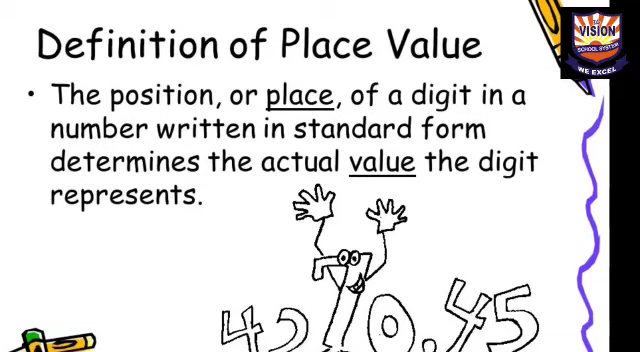 Definition of Place Value
• The position, or place, of a digit in a
number written in standard form
determines the actual value the digit
represents.
VISION
SCHOOL SYSTEM
WE EXCEL